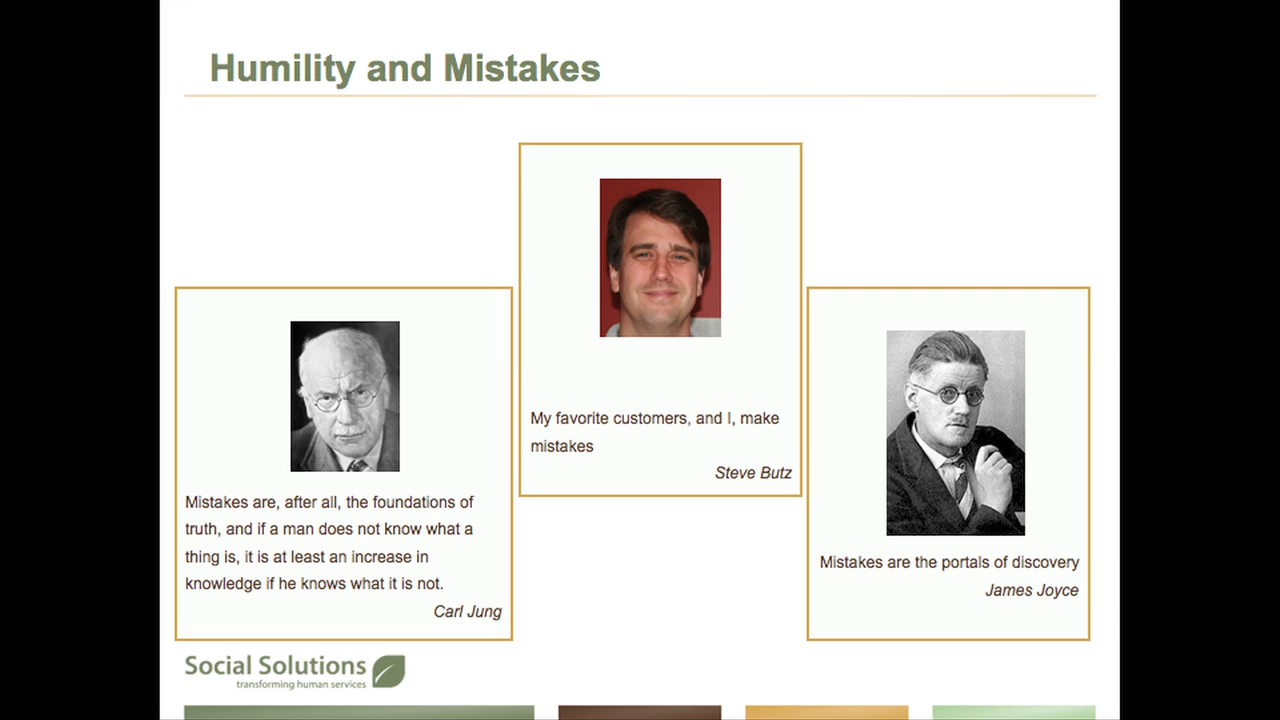 Humility and Mistakes
Mistakes are, after all, the foundations of
truth, and if a man does not know what a
thing is, it is at least an increase in
knowledge if he knows what it is not.
Carl Jung
My favorite customers, and I, make
mistakes
Steve Butz
Mistakes are the portals of discovery
James Joyce
Social Solutions
transforming human services